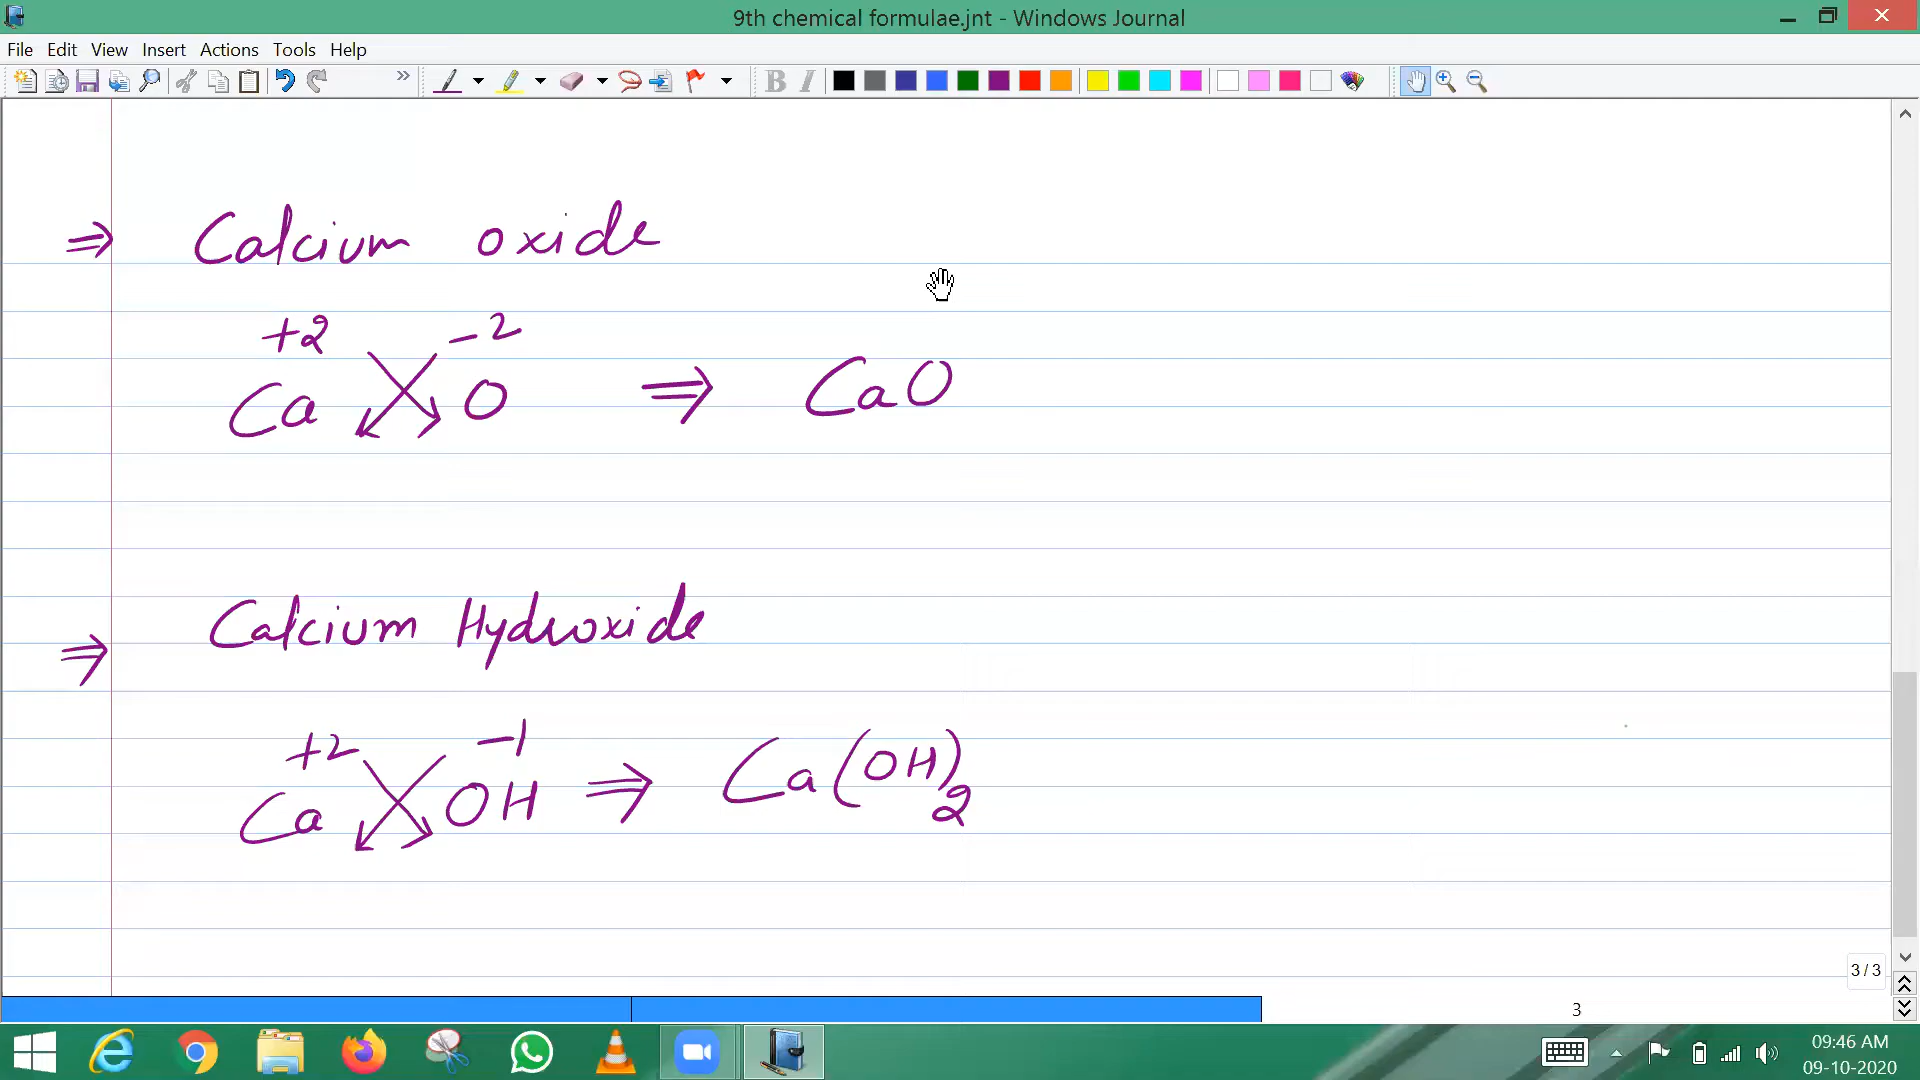 9th chemical formulae.jnt - Windows Journal
File Edit View Insert Actions Tools Help
B I
⇒ Calcium oxide
+2 -2
Ca O ⇒ CaO
⇒ Calcium Hydroxide
+2 -1
Ca OH ⇒ Ca(OH)2
3 / 3
3
09:46 AM
09-10-2020